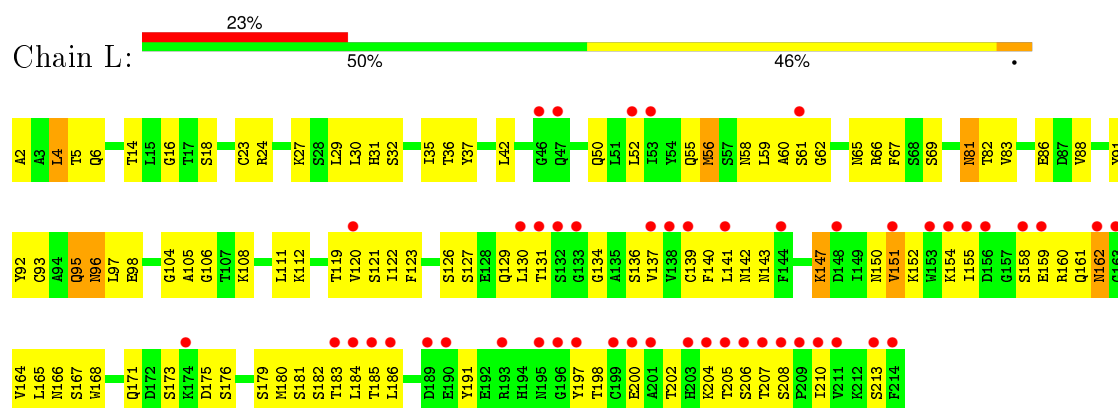 23%
Chain L:
50% 46% •
A2 A3 L4 T5 Q6 T14 L15 G16 T17 S18 C23 R24 K27 S28 L29 L30 H31 S32 L35 T36 Y37 L42 G46 Q47 Q50 L51 L52 I53 Y54 Q55 M56 S57 N58 L59 A60 S61 G62 N65 R66 F67 S68 S69 N81 T82 V83 E86 D87 V88 Y91
Y92 C93 A94 Q95 N96 L97 E98 G104 A105 G106 T107 K108 L111 K112 T119 V120 S121 I122 F123 S126 S127 E128 Q129 L130 T131 S132 G133 G134 A135 S136 V137 V138 C139 F140 L141 N142 N143 F144 K147 D148 I149 N150 V151 K152 W153 K154 I155 D156 G157 S158 E159 R160 Q161 N162 G163
V164 L165 N166 S167 W168 Q171 D172 S173 K174 D175 S176 S179 M180 S181 S182 T183 L184 T185 L186 D189 E190 Y191 E192 R193 H194 N195 G196 Y197 T198 C199 E200 A201 T202 H203 K204 T205 S206 T207 S208 P209 I210 V211 K212 S213 F214